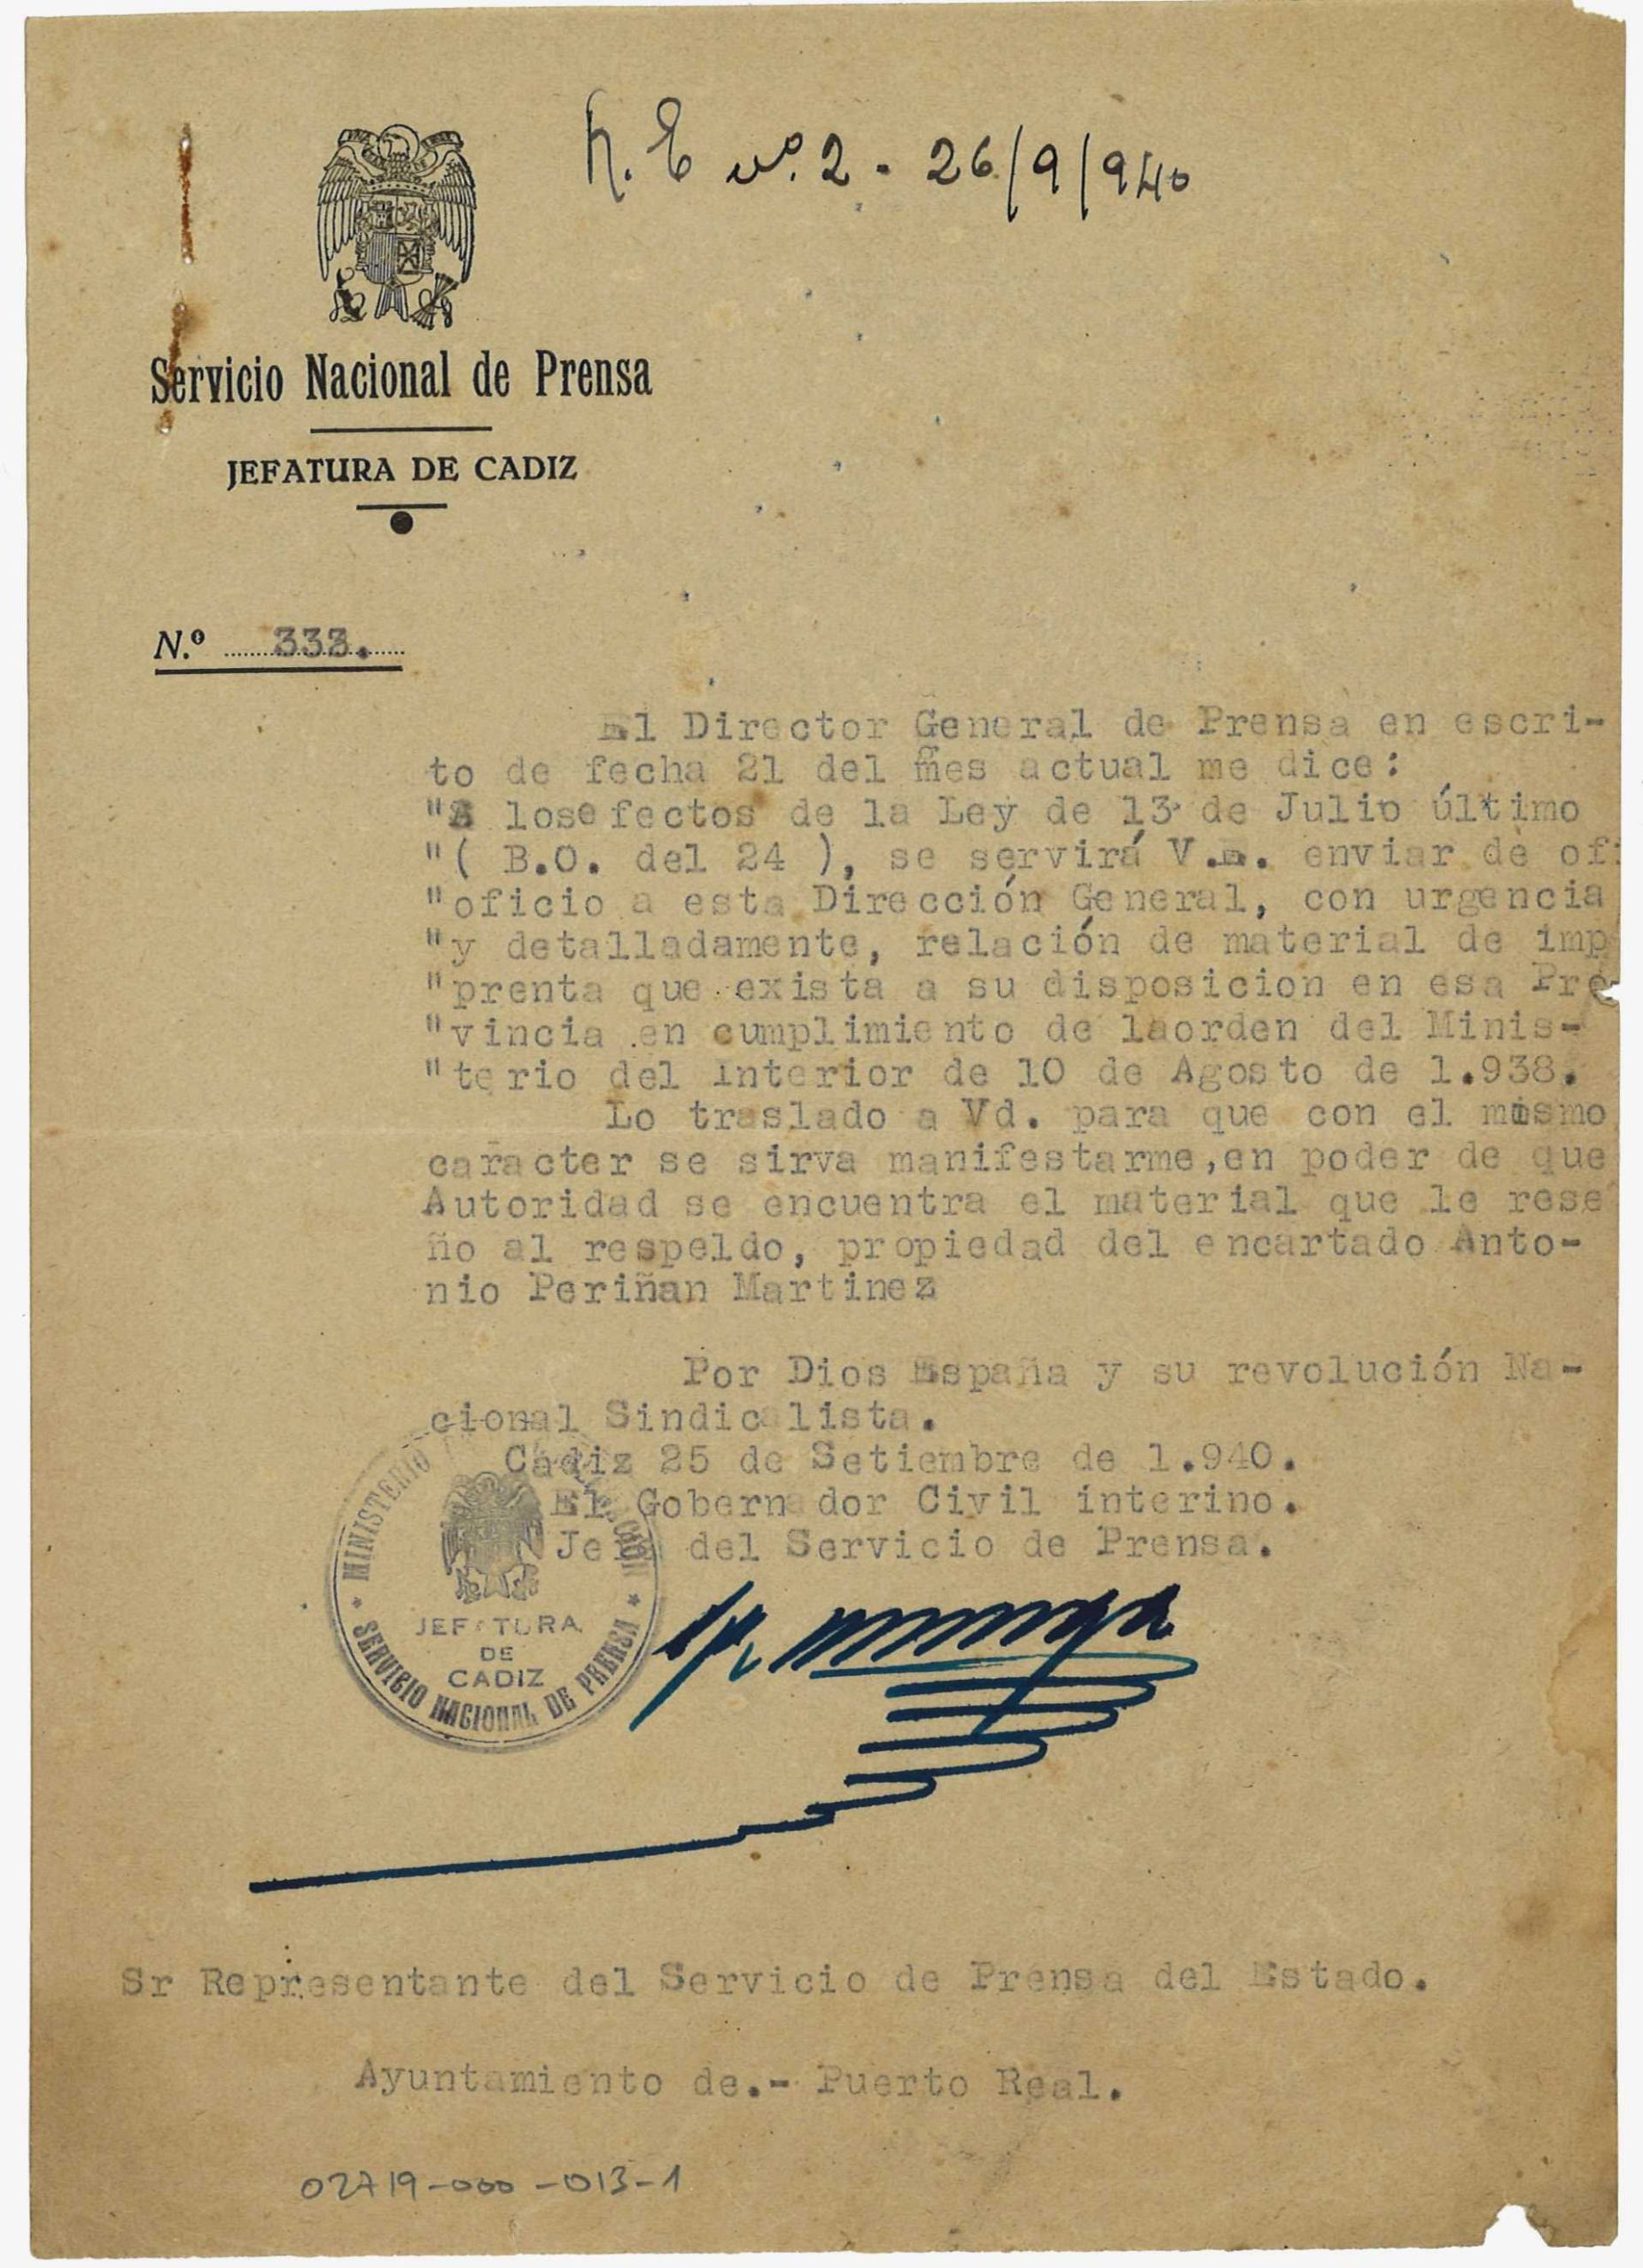 R. E nº. 2 - 26/9/940
Servicio Nacional de Prensa
JEFATURA DE CADIZ
N.º 333.
El Director General de Prensa en escri-
to de fecha 21 del mes actual me dice:
"A losefectos de la Ley de 13 de Julio último
"( B.O. del 24 ), se servirá V.E. enviar de ofi
"oficio a esta Dirección General, con urgencia
"y detalladamente, relación de material de imp
"prenta que exista a su disposicion en esa Pro
"vincia en cumplimiento de laorden del Minis-
"terio del Interior de 10 de Agosto de 1.938.
Lo traslado a Vd. para que con el mismo
caracter se sirva manifestarme,en poder de que
Autoridad se encuentra el material que le rese
ño al respeldo, propiedad del encartado Anto-
nio Periñan Martinez
Por Dios España y su revolución Na-
cional Sindicalista.
Cadiz 25 de Setiembre de 1.940.
El Gobernador Civil interino.
Jefe del Servicio de Prensa.
MINISTERIO
JEFATURA
DE
CADIZ
* SERVICIO NACIONAL DE PRENSA *
Sr Representante del Servicio de Prensa del Estado.
Ayuntamiento de.- Puerto Real.
02719-000-013-1